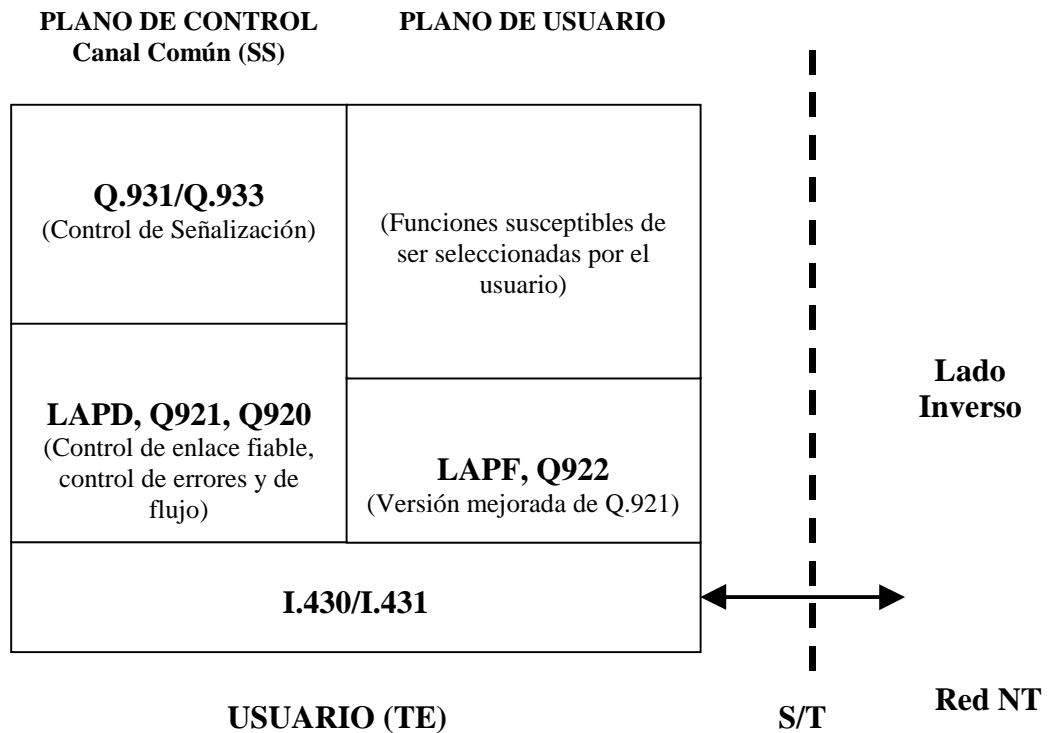 PLANO DE CONTROL
Canal Común (SS)
PLANO DE USUARIO
Q.931/Q.933
(Control de Señalización)
(Funciones susceptibles de
ser seleccionadas por el
usuario)
LAPD, Q921, Q920
(Control de enlace fiable,
control de errores y de
flujo)
LAPF, Q922
(Versión mejorada de Q.921)
I.430/I.431
Lado
Inverso
USUARIO (TE)
S/T
Red NT